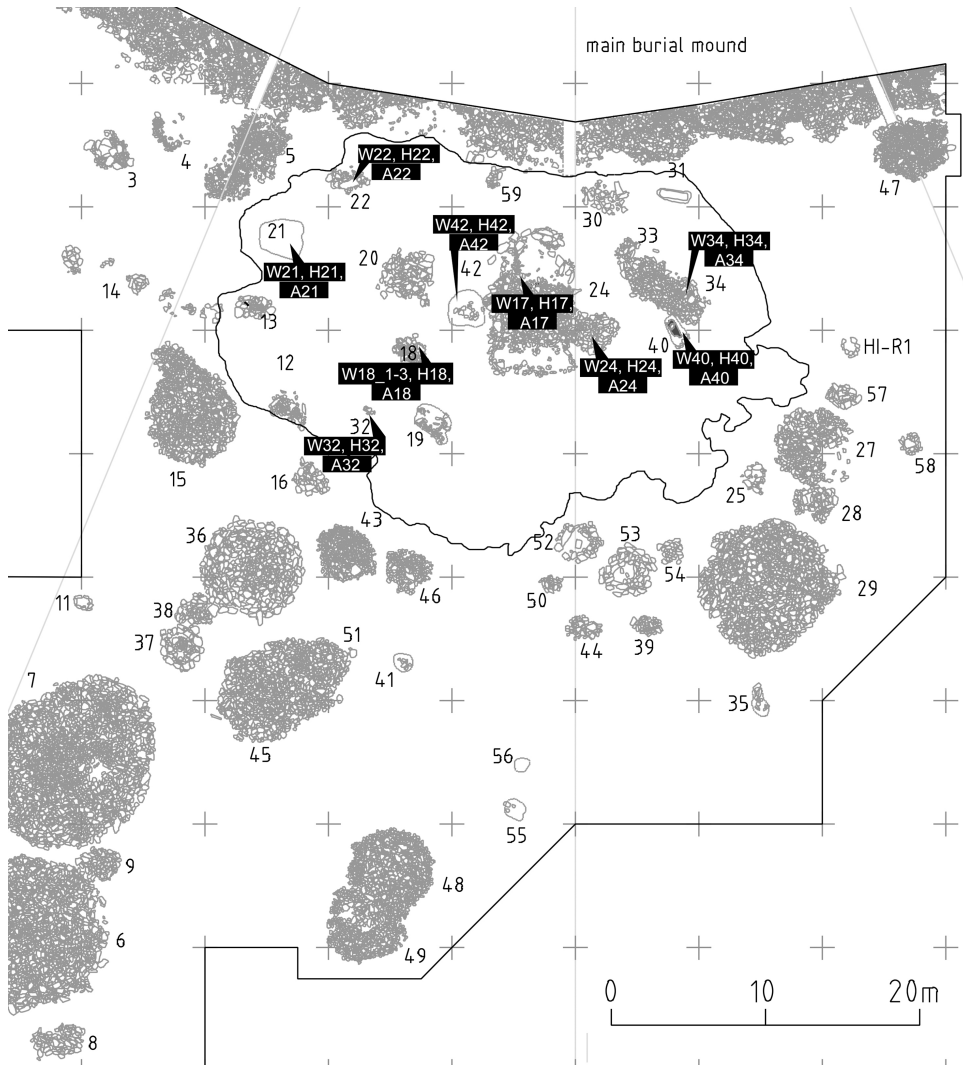 main burial mound
4
5
3
W22, H22,
A22
22
59
31
47
30
21
W42, H42,
A42
33
W34, H34,
A34
20
42
W21, H21,
A21
14
24
34
W17, H17,
A17
13
40
HI-R1
18
W18_1-3, H18,
A18
W24, H24,
A24
W40, H40,
A40
12
57
32
19
W32, H32,
A32
27
58
15
16
25
28
43
36
52
53
54
29
46
50
11
38
37
44
39
51
41
7
35
45
56
55
9
48
6
49
8
0 10 20m